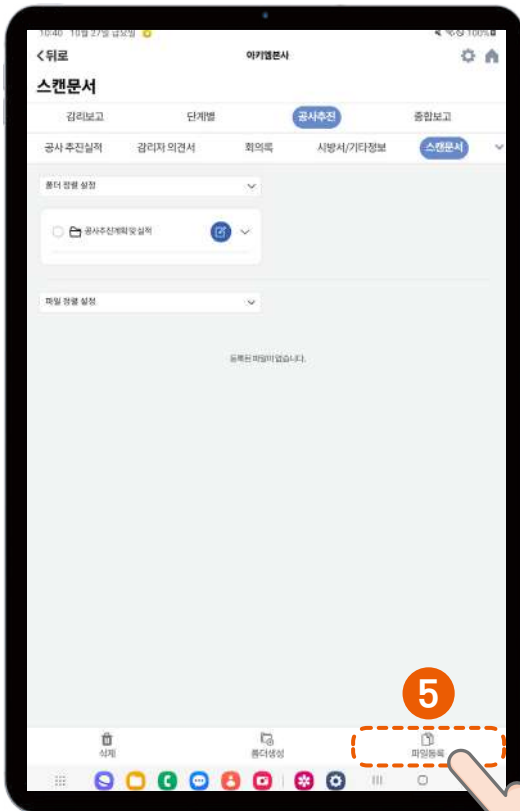 10:40 10월 27일 금요일 100%
뒤로 아키엠본사
스캔문서
감리보고 단계별 공사추진 종합보고
공사 추진실적 감리자 의견서 회의록 시방서/기타정보 스캔문서
폴더 정렬 설정
공사추진계획 및 실적
파일 정렬 설정
등록된 파일이 없습니다.
5
삭제 폴더생성 파일등록